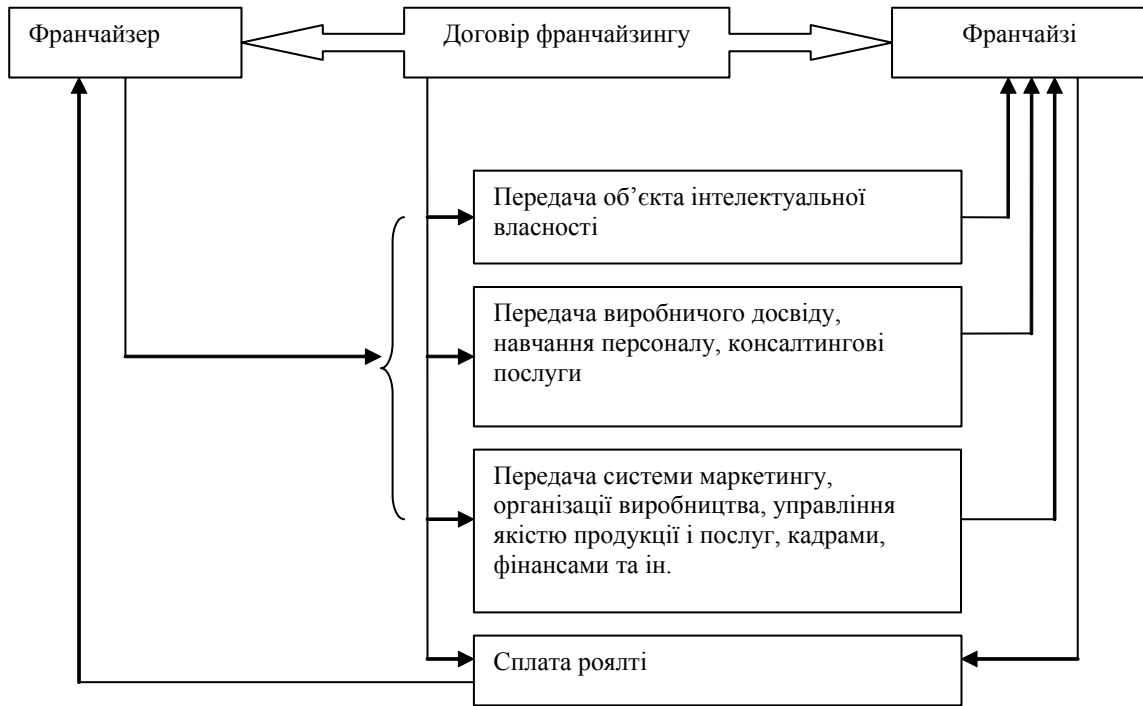 Франчайзер
Договір франчайзингу
Франчайзі
Передача об’єкта інтелектуальної
власності
Передача виробничого досвіду,
навчання персоналу, консалтингові
послуги
Передача системи маркетингу,
організації виробництва, управління
якістю продукції і послуг, кадрами,
фінансами та ін.
Сплата роялті